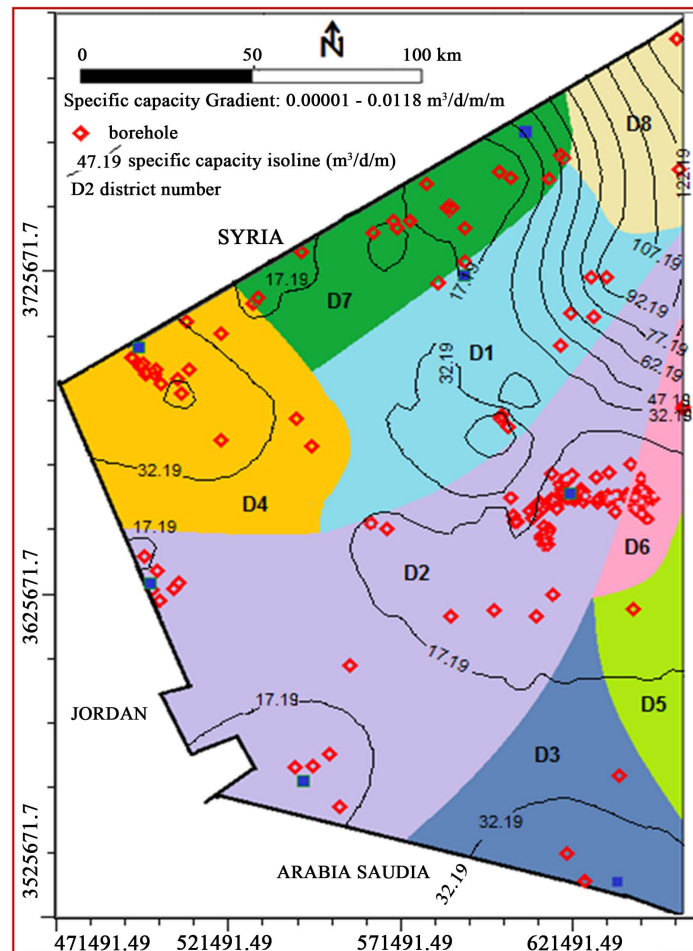 N
0 50 100 km
Specific capacity Gradient: 0.00001 - 0.0118 m³/d/m/m
borehole
47.19 specific capacity isoline (m³/d/m)
D2 district number
D8
122.19
SYRIA
107.19
3725671.7
17.19
17.19
D7
92.19
77.19
D1
32.19
62.19
47.19
32.19
32.19
D4
17.19
D6
D2
3625671.7
17.19
17.19
JORDAN
D5
D3
32.19
3525671.7
ARABIA SAUDIA
32.19
471491.49 521491.49 571491.49 621491.49